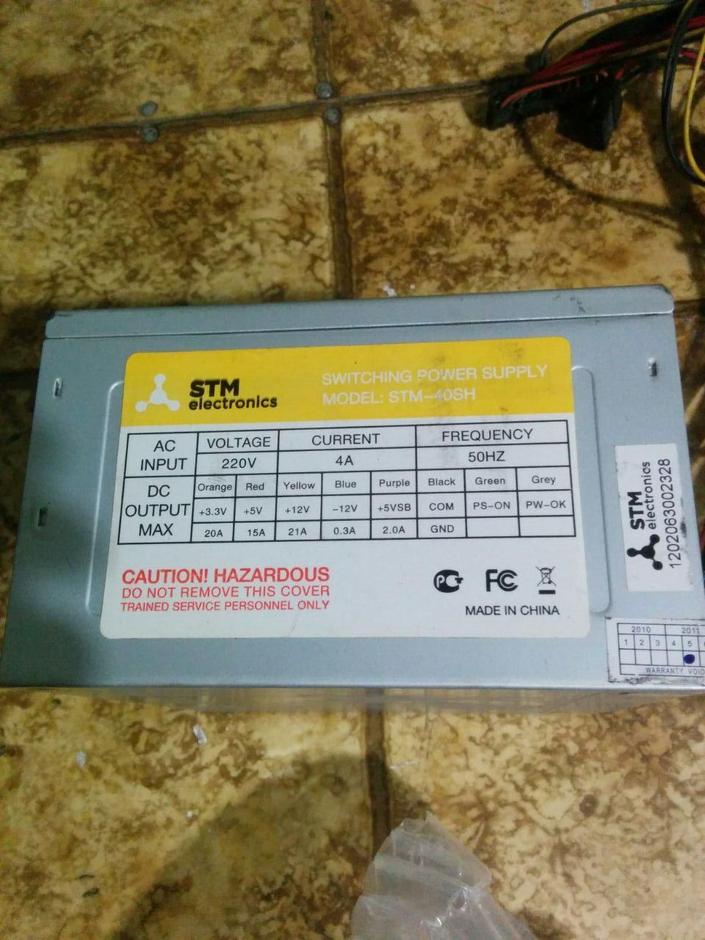 STM
electronics
SWITCHING POWER SUPPLY
MODEL: STM-40SH
AC INPUT VOLTAGE CURRENT FREQUENCY
220V 4A 50HZ
DC OUTPUT MAX Orange Red Yellow Blue Purple Black Green Grey
+3.3V +5V +12V -12V +5VSB COM PS-ON PW-OK
20A 15A 21A 0.3A 2.0A GND
CAUTION! HAZARDOUS
DO NOT REMOVE THIS COVER
TRAINED SERVICE PERSONNEL ONLY
FC
MADE IN CHINA
STM
electronics
1202063002328
2010 2011
1 2 3 4 5
WARRANTY VOID